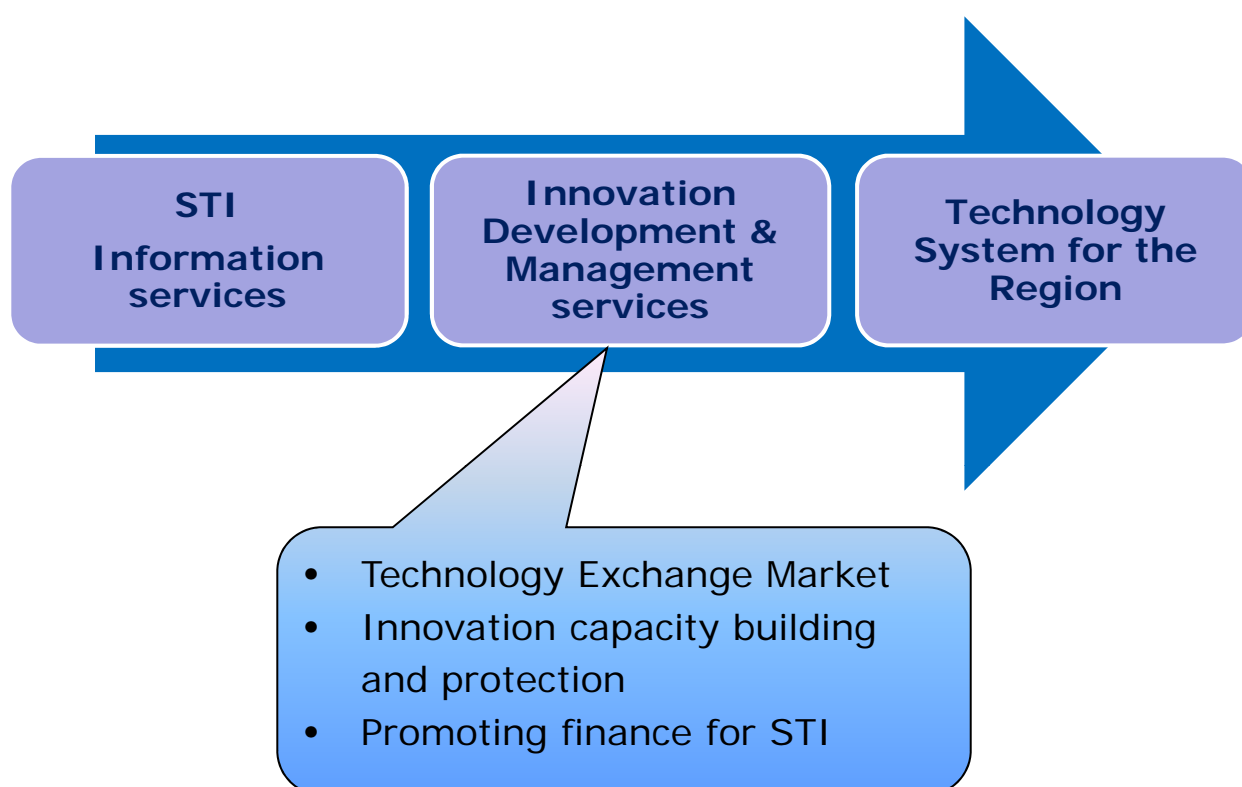 STI
Information
services
Innovation
Development &
Management
services
Technology
System for the
Region
• Technology Exchange Market
• Innovation capacity building
and protection
• Promoting finance for STI